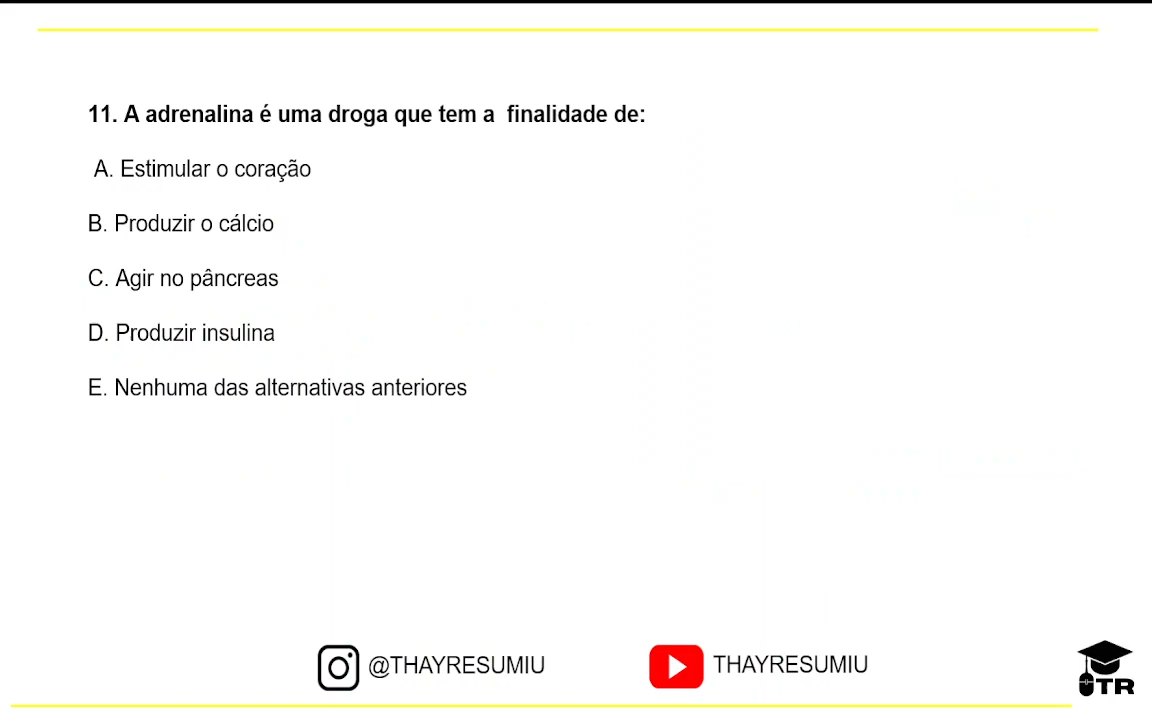 11. A adrenalina é uma droga que tem a finalidade de:
A. Estimular o coração
B. Produzir o cálcio
C. Agir no pâncreas
D. Produzir insulina
E. Nenhuma das alternativas anteriores
@THAYRESUMIU
THAYRESUMIU
TR